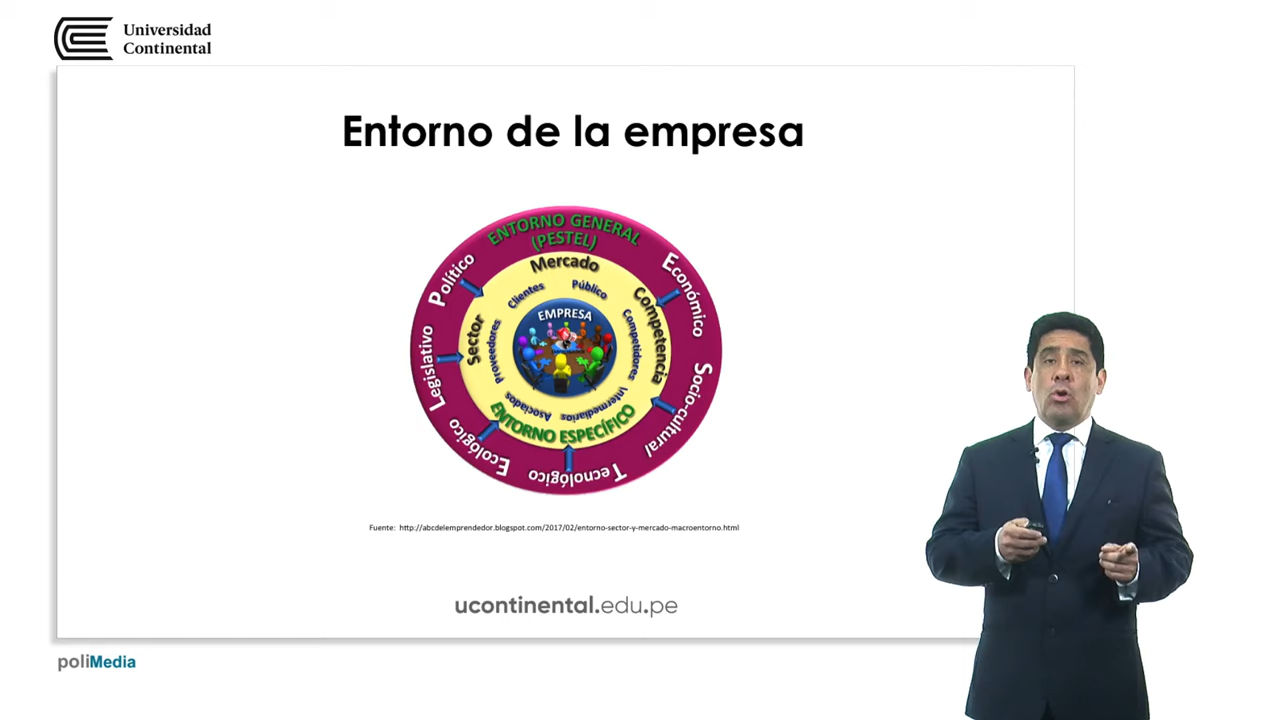 Universidad
Continental
Entorno de la empresa
ENTORNO GENERAL
(PESTEL)
Político
Económico
Socio-cultural
Tecnológico
Ecológico
Legislativo
Mercado
Competencia
Sector
Clientes
Público
Competidores
Intermediarios
Asociados
Proveedores
ENTORNO ESPECÍFICO
EMPRESA
Fuente: http://abcdelemprendedor.blogspot.com/2017/02/entorno-sector-y-mercado-macroentorno.html
ucontinental.edu.pe
poliMedia